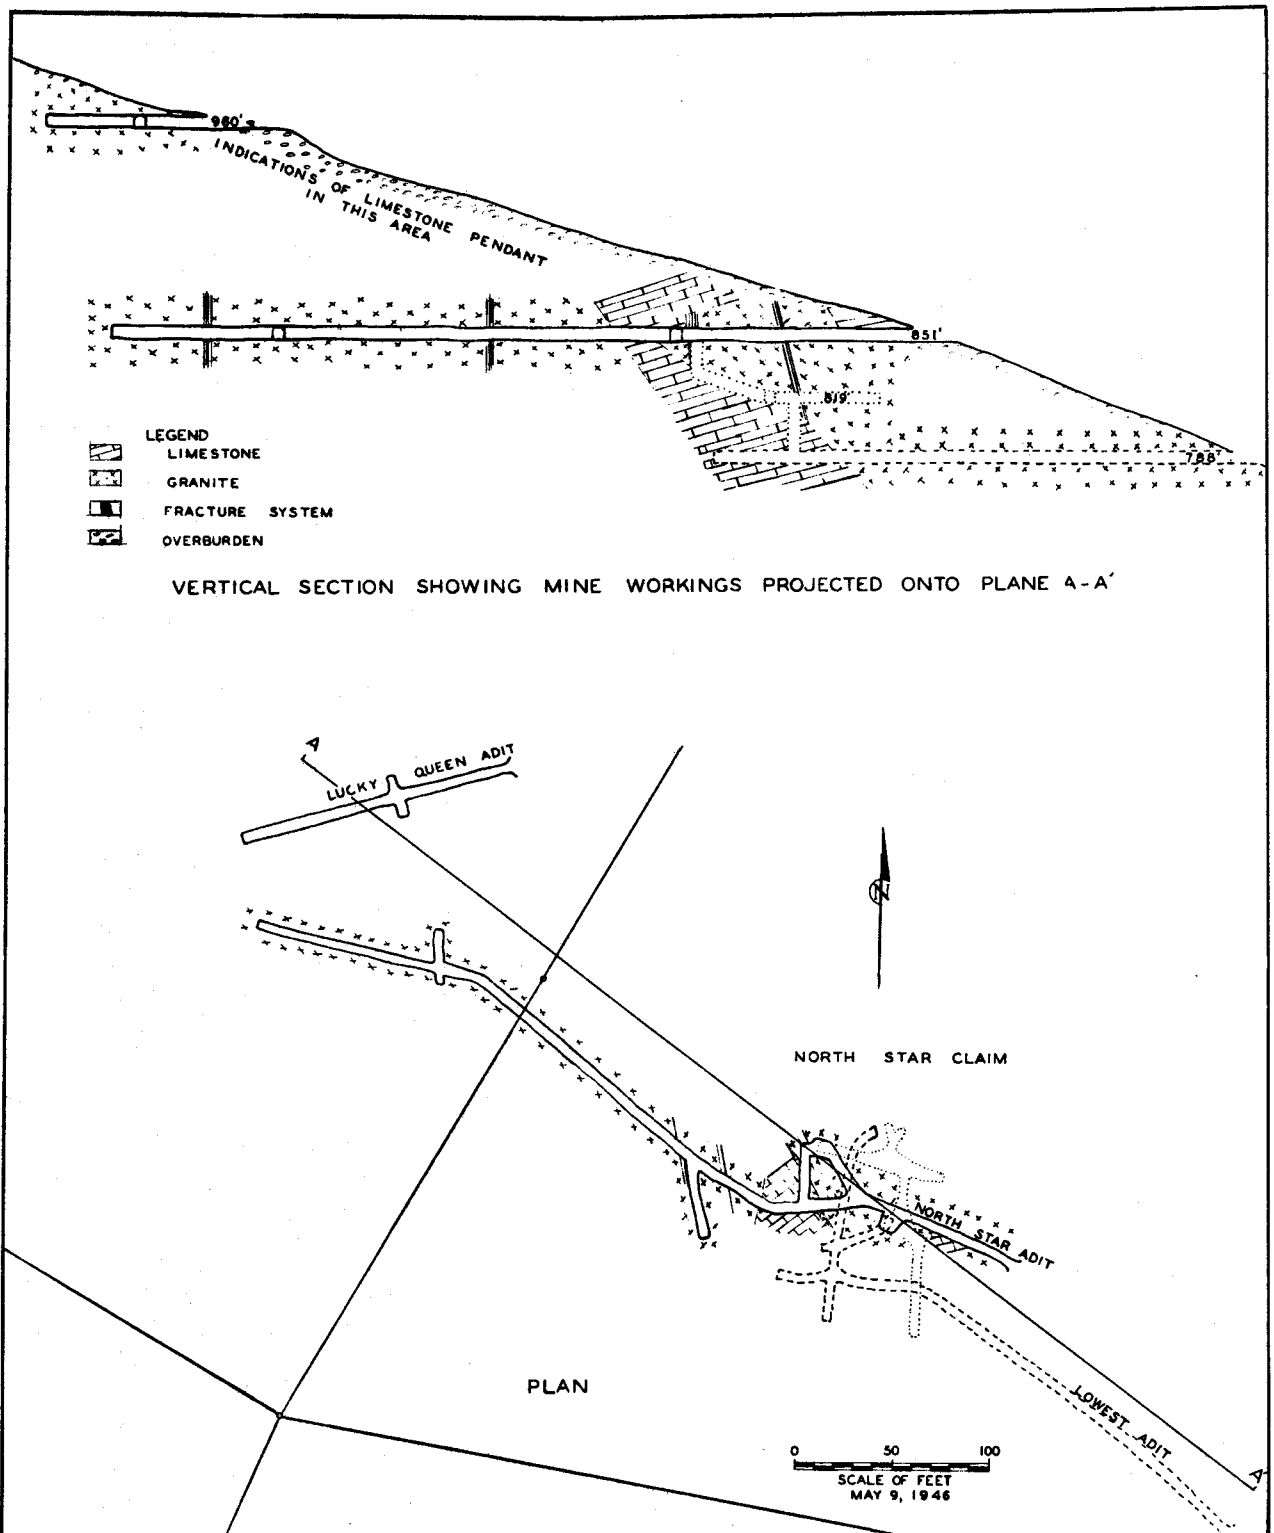 960'
INDICATIONS OF LIMESTONE PENDANT
IN THIS AREA
851'
819'
788'
LEGEND
LIMESTONE
GRANITE
FRACTURE SYSTEM
OVERBURDEN
VERTICAL SECTION SHOWING MINE WORKINGS PROJECTED ONTO PLANE A-A'
A
LUCKY QUEEN ADIT
N
NORTH STAR CLAIM
NORTH STAR ADIT
PLAN
LOWEST ADIT
0 50 100
SCALE OF FEET
MAY 9, 1946
A'